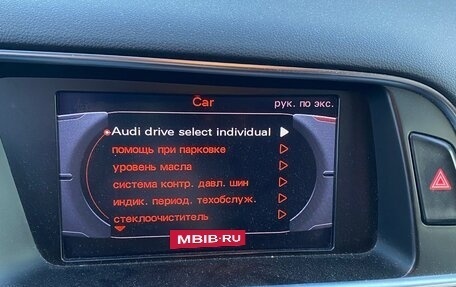 Car
рук. по экс.
Audi drive select individual
помощь при парковке
уровень масла
система контр. давл. шин
индик. период. техобслуж.
стеклоочиститель
MBIB.RU